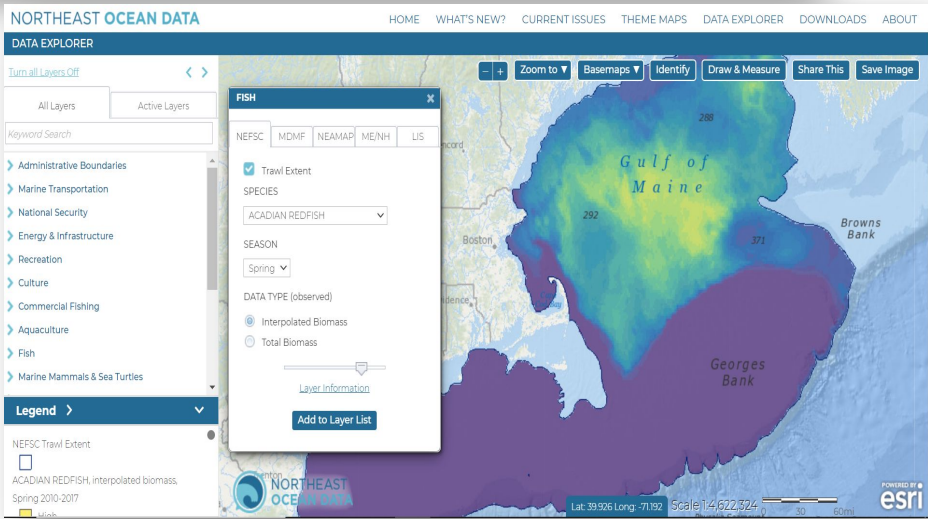 NORTHEAST OCEAN DATA
HOME WHAT'S NEW? CURRENT ISSUES THEME MAPS DATA EXPLORER DOWNLOADS ABOUT
DATA EXPLORER
Turn all Layers Off
All Layers Active Layers
Keyword Search
Administrative Boundaries
Marine Transportation
National Security
Energy & Infrastructure
Recreation
Culture
Commercial Fishing
Aquaculture
Fish
Marine Mammals & Sea Turtles
Legend
NEFSC Trawl Extent
ACADIAN REDFISH, interpolated biomass,
Spring 2010-2017
High
FISH x
NEFSC MDMF NEAMAP ME/NH LIS
Trawl Extent
SPECIES
ACADIAN REDFISH
SEASON
Spring
DATA TYPE (observed)
Interpolated Biomass
Total Biomass
Layer Information
Add to Layer List
- + Zoom to ▼ Basemaps ▼ Identify Draw & Measure Share This Save Image
288
Gulf of
Maine
292
371
Browns
Bank
ncord
Boston
idence
Georges
Bank
NORTHEAST
OCEAN DATA
Lat: 39.926 Long: -71.192
Scale 1:4,622,324
0 30 60mi
POWERED BY
esri